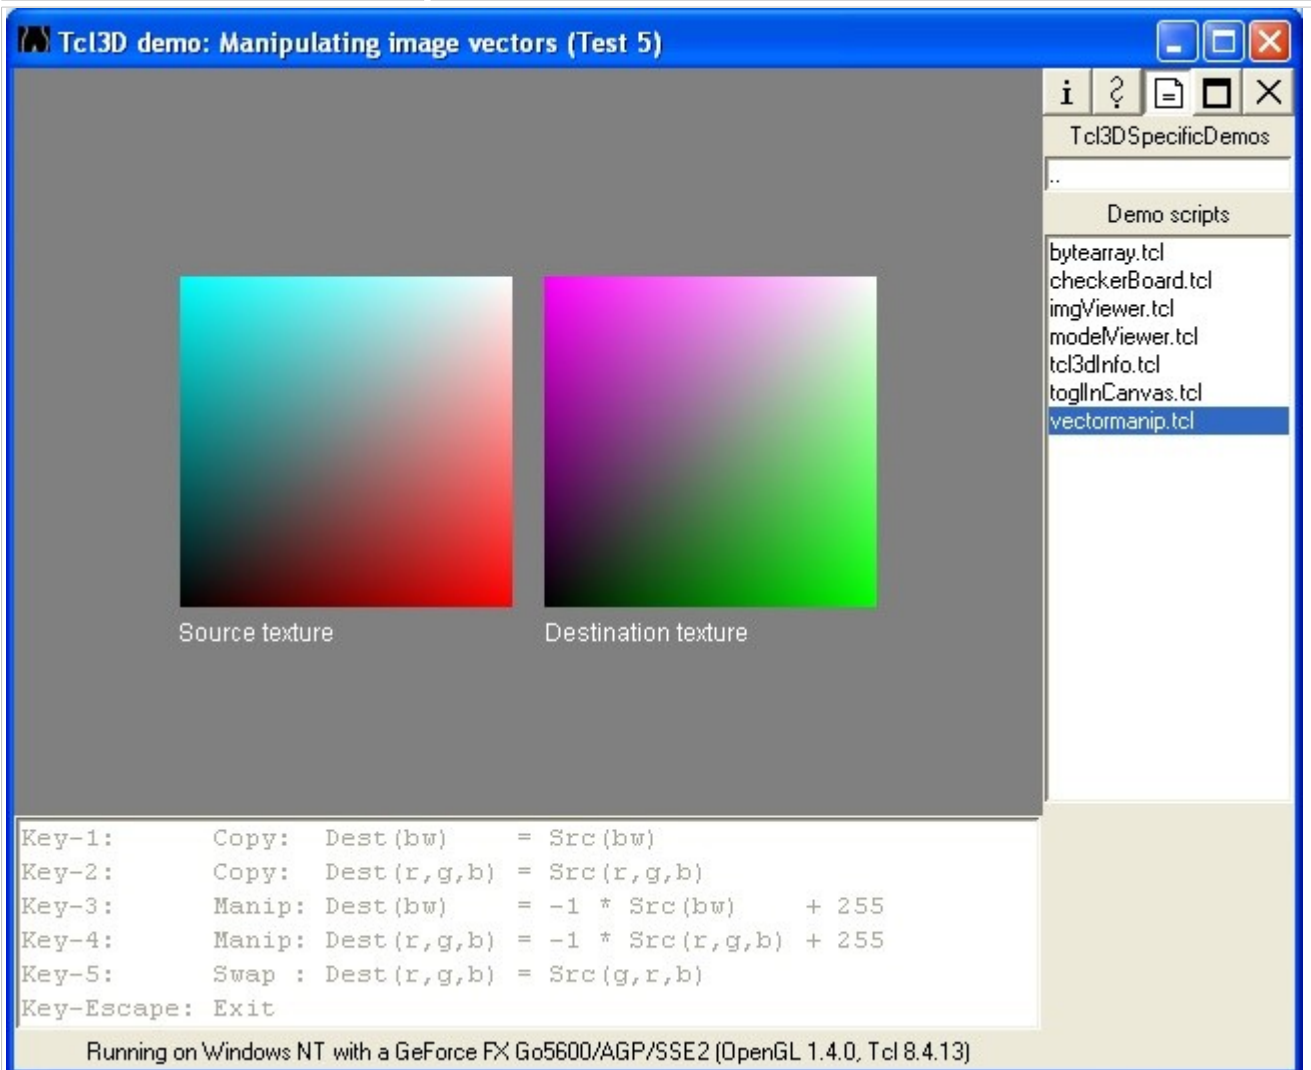 Tcl3D demo: Manipulating image vectors (Test 5)
i ?
Tcl3DSpecificDemos
..
Demo scripts
bytearray.tcl
checkerBoard.tcl
imgViewer.tcl
modelViewer.tcl
tcl3dInfo.tcl
toglInCanvas.tcl
vectormanip.tcl
Source texture
Destination texture
Key-1: Copy: Dest(bw) = Src(bw)
Key-2: Copy: Dest(r,g,b) = Src(r,g,b)
Key-3: Manip: Dest(bw) = -1 * Src(bw) + 255
Key-4: Manip: Dest(r,g,b) = -1 * Src(r,g,b) + 255
Key-5: Swap : Dest(r,g,b) = Src(g,r,b)
Key-Escape: Exit
Running on Windows NT with a GeForce FX Go5600/AGP/SSE2 (OpenGL 1.4.0, Tcl 8.4.13)